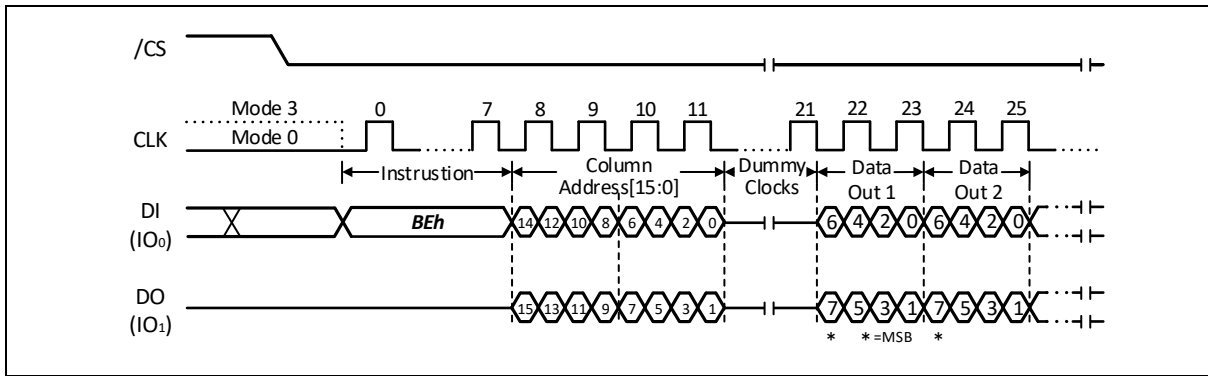 /CS
Mode 3 0 7 8 9 10 11 21 22 23 24 25
CLK Mode 0
Instrustion Column Dummy Data Data
Address[15:0] Clocks Out 1 Out 2
DI
(IO0) BEh 14 12 10 8 6 4 2 0 6 4 2 0 6 4 2 0
DO
(IO1) 15 13 11 9 7 5 3 1 7 5 3 1 7 5 3 1
* * =MSB *